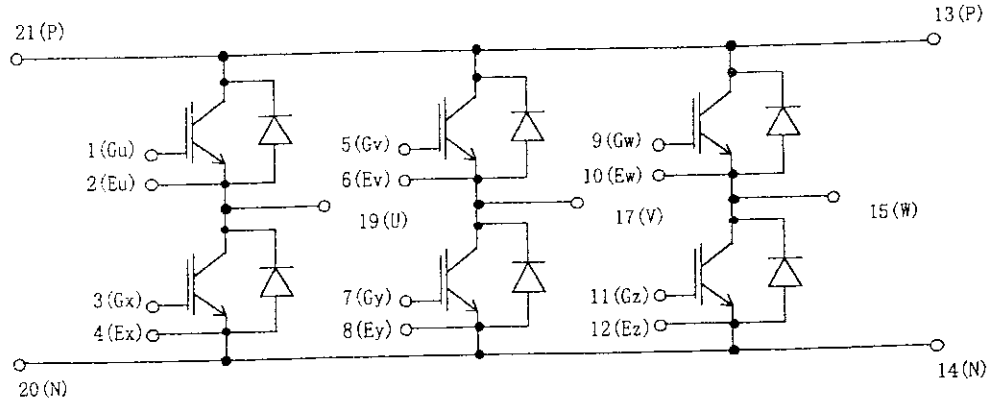 21(P)
13(P)
1(Gu)
2(Eu)
5(Gv)
6(Ev)
9(Gw)
10(Ew)
19(U)
17(V)
15(W)
3(Gx)
4(Ex)
7(Gy)
8(Ey)
11(Gz)
12(Ez)
20(N)
14(N)